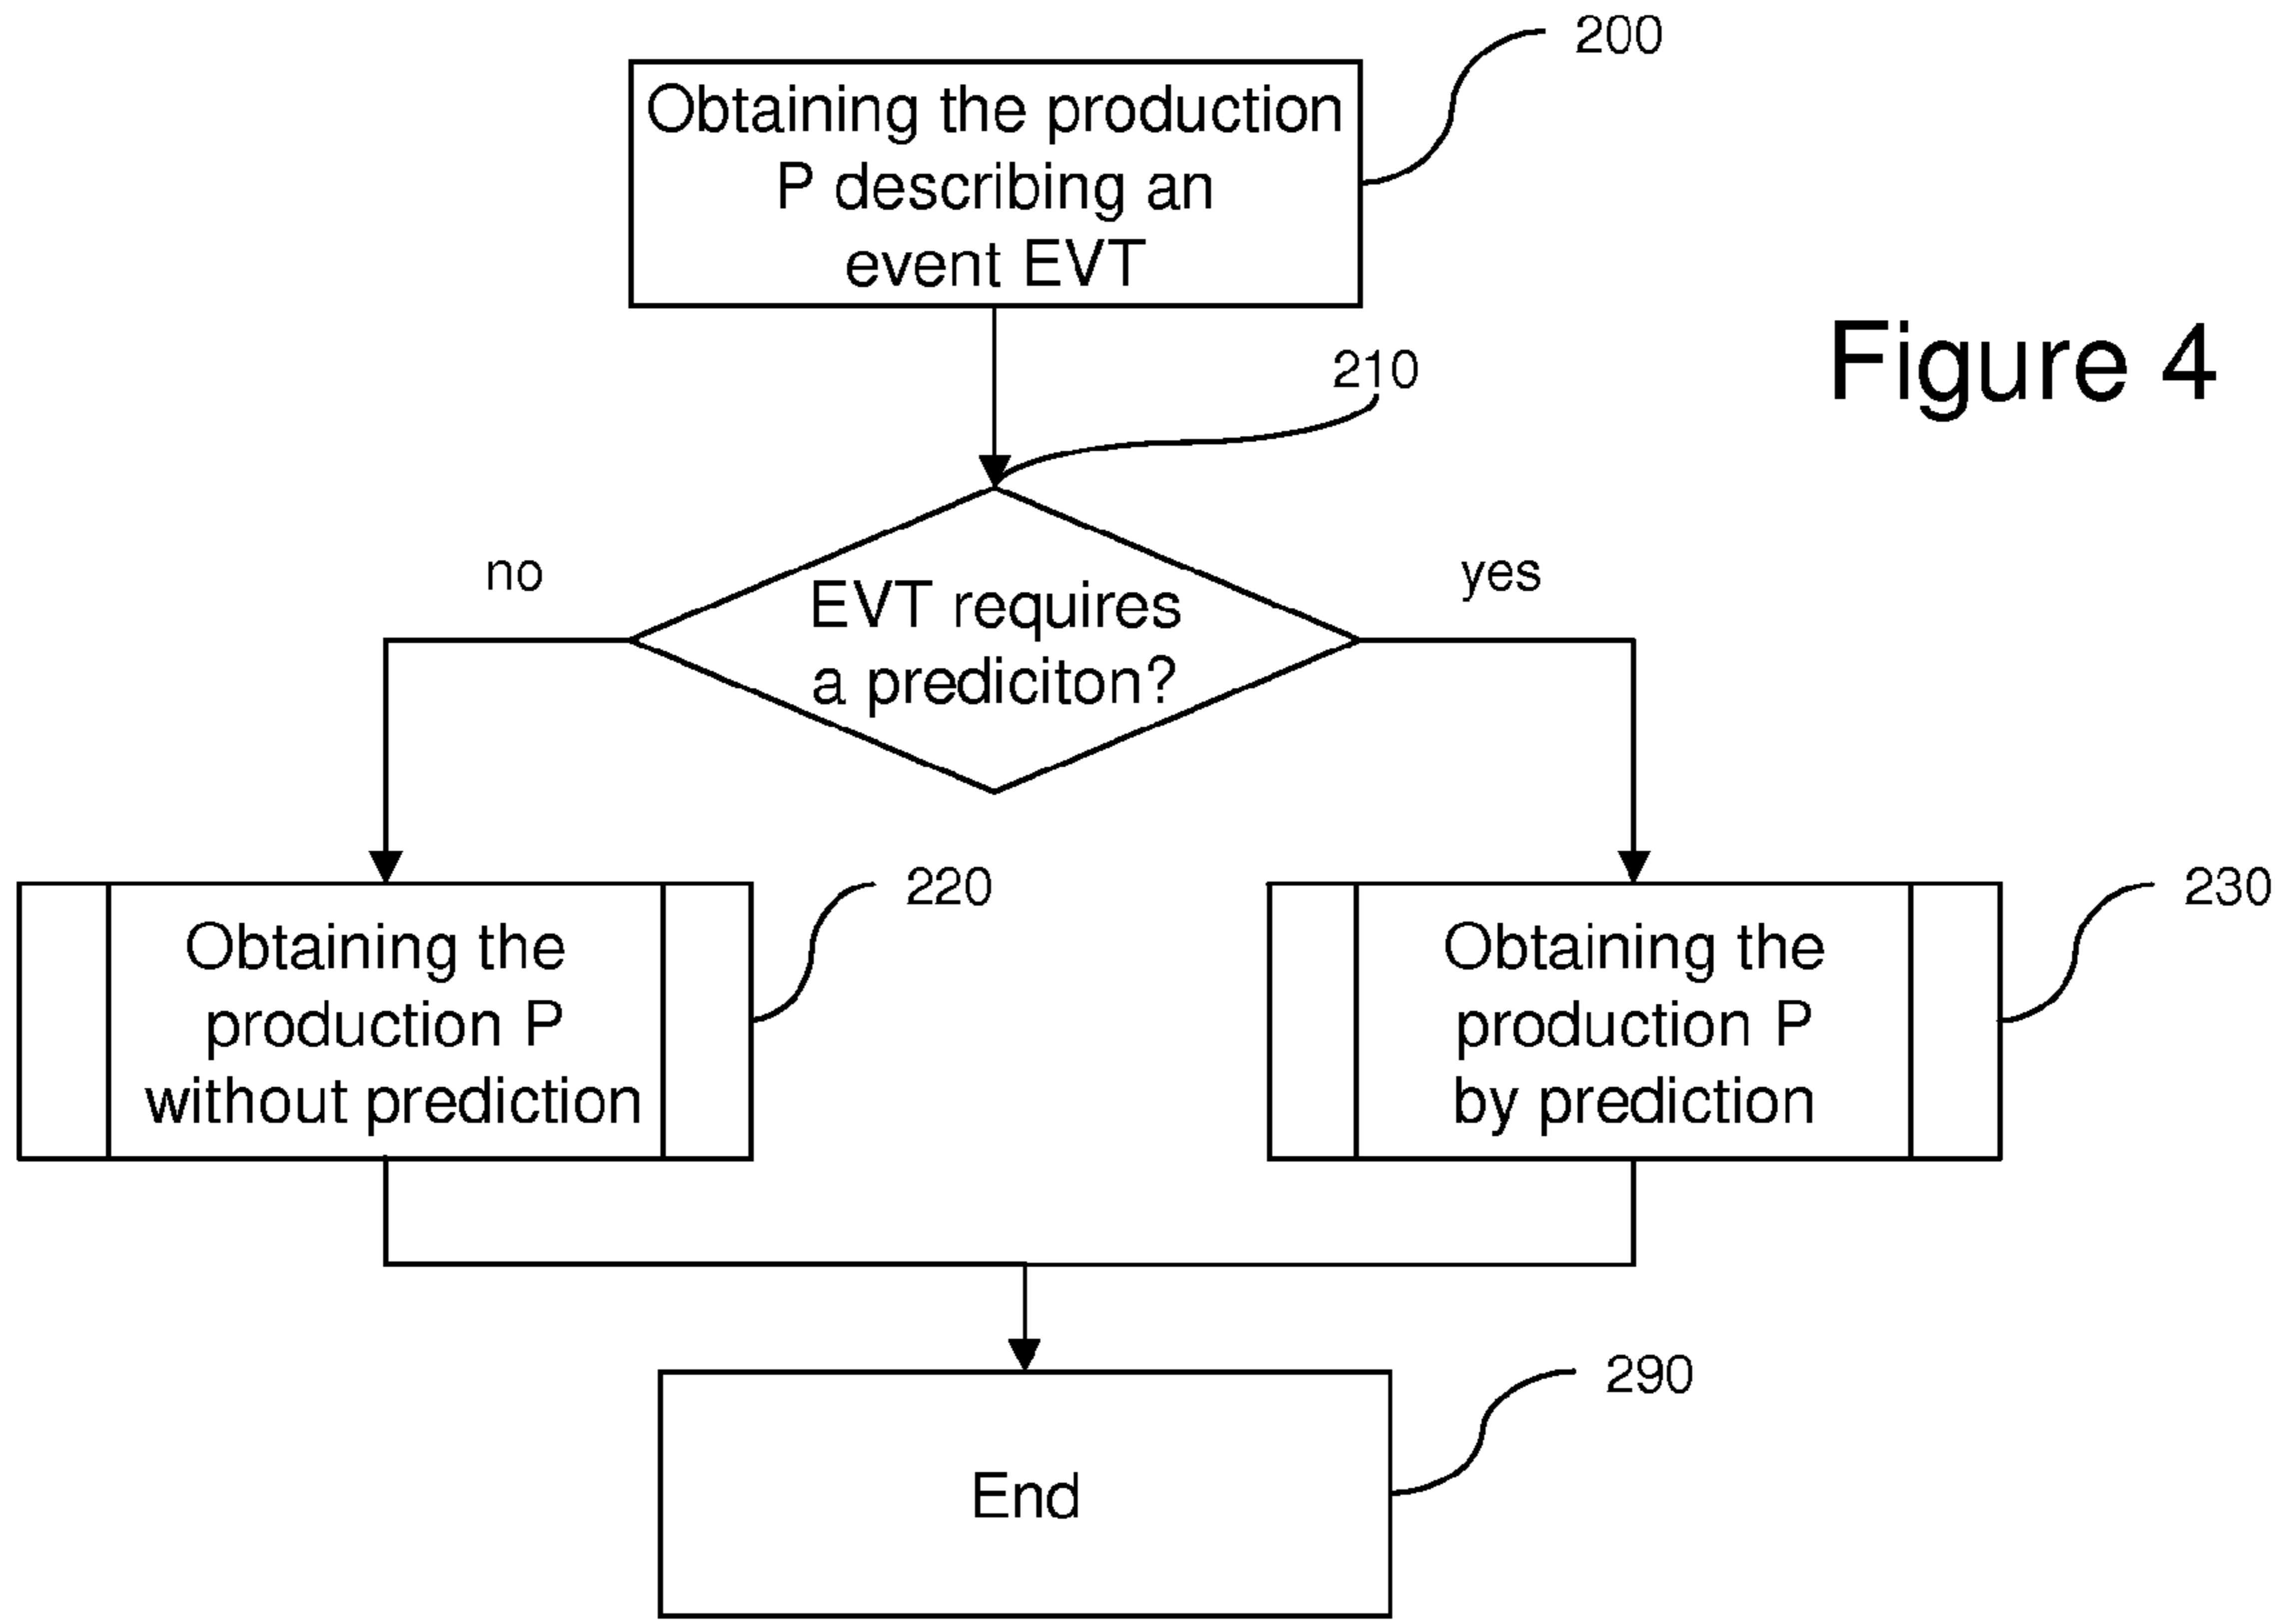 200
Obtaining the production
P describing an
event EVT
Figure 4
210
no
yes
EVT requires
a prediciton?
220
230
Obtaining the
production P
without prediction
Obtaining the
production P
by prediction
290
End